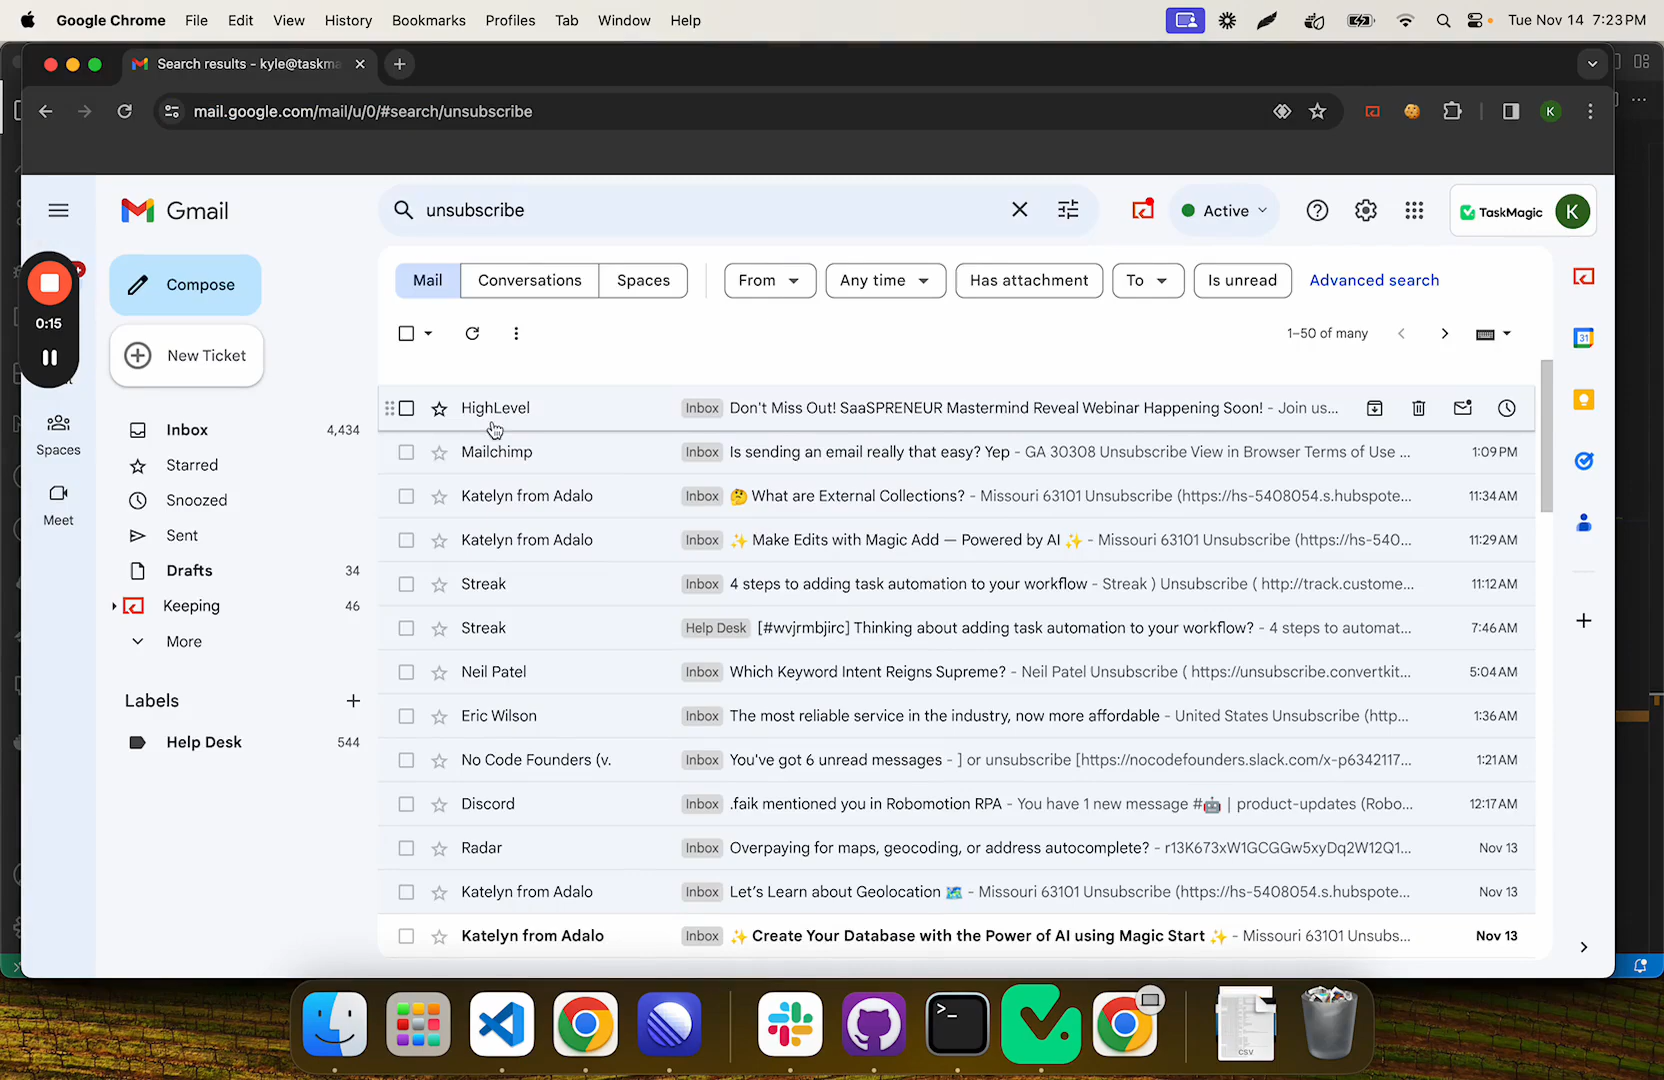 Google Chrome File Edit View History Bookmarks Profiles Tab Window Help Tue Nov 14 7:23 PM
Search results - kyle@taskma
mail.google.com/mail/u/0/#search/unsubscribe
K
Gmail
unsubscribe
Active
TaskMagic
K
Compose
0:15
New Ticket
Spaces
Meet
Mail Conversations Spaces From Any time Has attachment To Is unread Advanced search
1–50 of many
Inbox 4,434
Starred
Snoozed
Sent
Drafts 34
Keeping 46
More
Labels
Help Desk 544
HighLevel Inbox Don't Miss Out! SaaSPRENEUR Mastermind Reveal Webinar Happening Soon! - Join us...
Mailchimp Inbox Is sending an email really that easy? Yep - GA 30308 Unsubscribe View in Browser Terms of Use ... 1:09 PM
Katelyn from Adalo Inbox 🤔 What are External Collections? - Missouri 63101 Unsubscribe (https://hs-5408054.s.hubspote... 11:34 AM
Katelyn from Adalo Inbox ✨ Make Edits with Magic Add — Powered by AI ✨ - Missouri 63101 Unsubscribe (https://hs-540... 11:29 AM
Streak Inbox 4 steps to adding task automation to your workflow - Streak ) Unsubscribe ( http://track.custome... 11:12 AM
Streak Help Desk [#wvjrmbjirc] Thinking about adding task automation to your workflow? - 4 steps to automat... 7:46 AM
Neil Patel Inbox Which Keyword Intent Reigns Supreme? - Neil Patel Unsubscribe ( https://unsubscribe.convertkit... 5:04 AM
Eric Wilson Inbox The most reliable service in the industry, now more affordable - United States Unsubscribe (http... 1:36 AM
No Code Founders (v. Inbox You've got 6 unread messages - ] or unsubscribe [https://nocodefounders.slack.com/x-p6342117... 1:21 AM
Discord Inbox .faik mentioned you in Robomotion RPA - You have 1 new message #🤖 | product-updates (Robo... 12:17 AM
Radar Inbox Overpaying for maps, geocoding, or address autocomplete? - r13K673xW1GCGGw5xyDq2W12Q1... Nov 13
Katelyn from Adalo Inbox Let's Learn about Geolocation 🗺️ - Missouri 63101 Unsubscribe (https://hs-5408054.s.hubspote... Nov 13
Katelyn from Adalo Inbox ✨ Create Your Database with the Power of AI using Magic Start ✨ - Missouri 63101 Unsubs... Nov 13
31
CSV